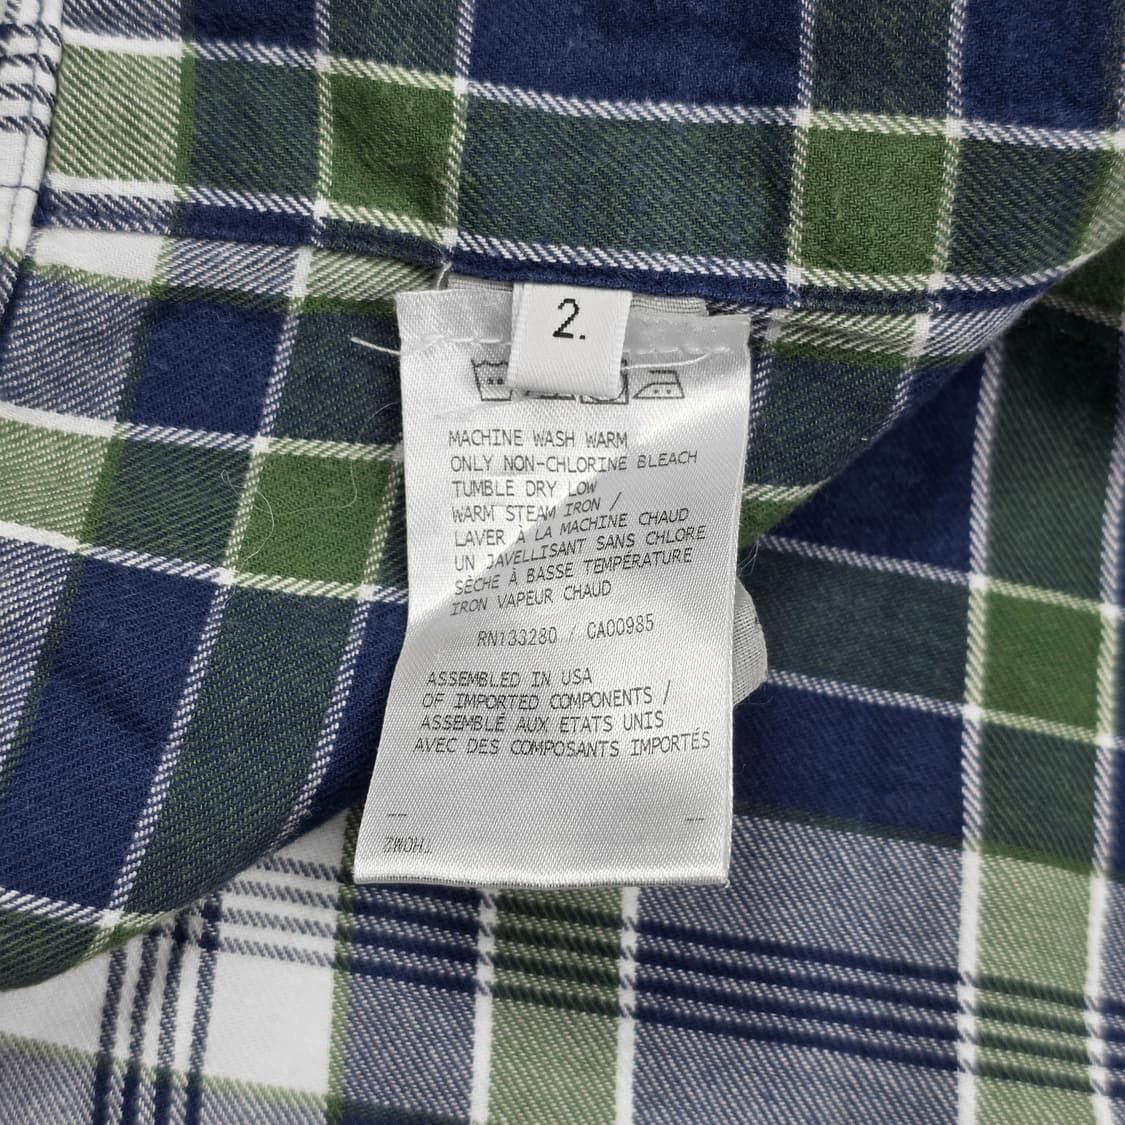 2.
MACHINE WASH WARM
ONLY NON-CHLORINE BLEACH
TUMBLE DRY LOW
WARM STEAM IRON /
LAVER À LA MACHINE CHAUD
UN JAVELLISANT SANS CHLORE
SÈCHE À BASSE TEMPÉRATURE
IRON VAPEUR CHAUD
RN133280 / CA00985
ASSEMBLED IN USA
OF IMPORTED COMPONENTS /
ASSEMBLÉ AUX ETATS UNIS
AVEC DES COMPOSANTS IMPORTÉS
-- --